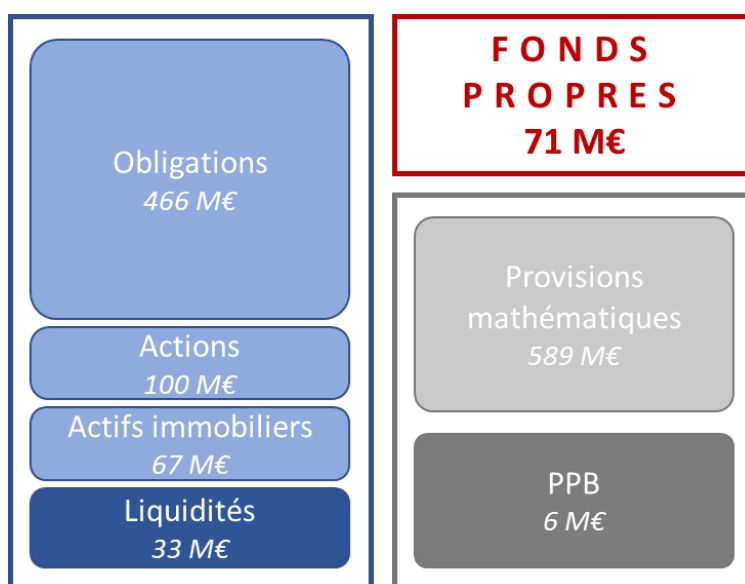 Obligations
466 M€
Actions
100 M€
Actifs immobiliers
67 M€
Liquidités
33 M€
FONDS
PROPRES
71 M€
Provisions
mathématiques
589 M€
PPB
6 M€